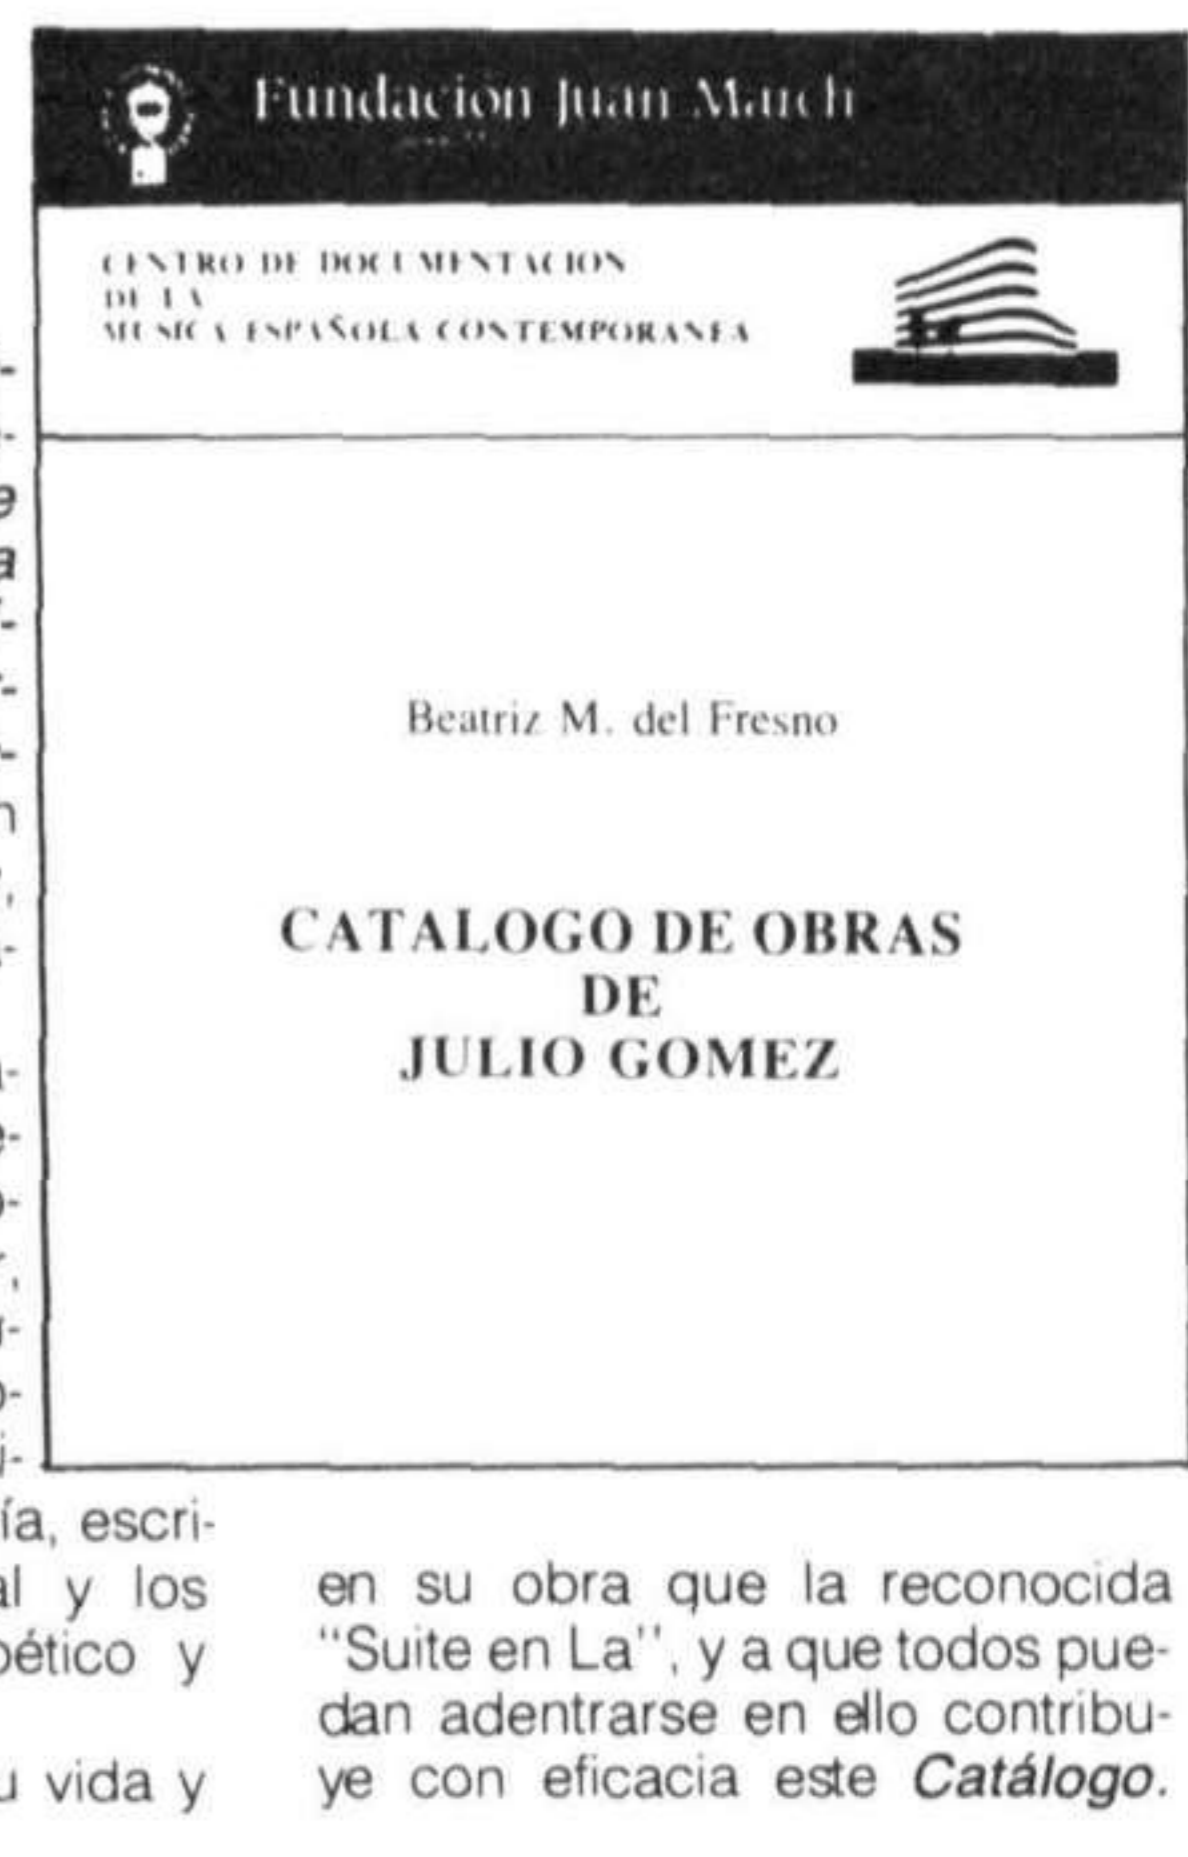 Fundación Juan March
CENTRO DE DOCUMENTACION
DE LA
MUSICA ESPAÑOLA CONTEMPORANEA
Beatriz M. del Fresno
CATALOGO DE OBRAS
DE
JULIO GOMEZ
ía, escri-
al y los
pético y
u vida y
en su obra que la reconocida
"Suite en La", y a que todos pue-
dan adentrarse en ello contribu-
ye con eficacia este Catálogo.